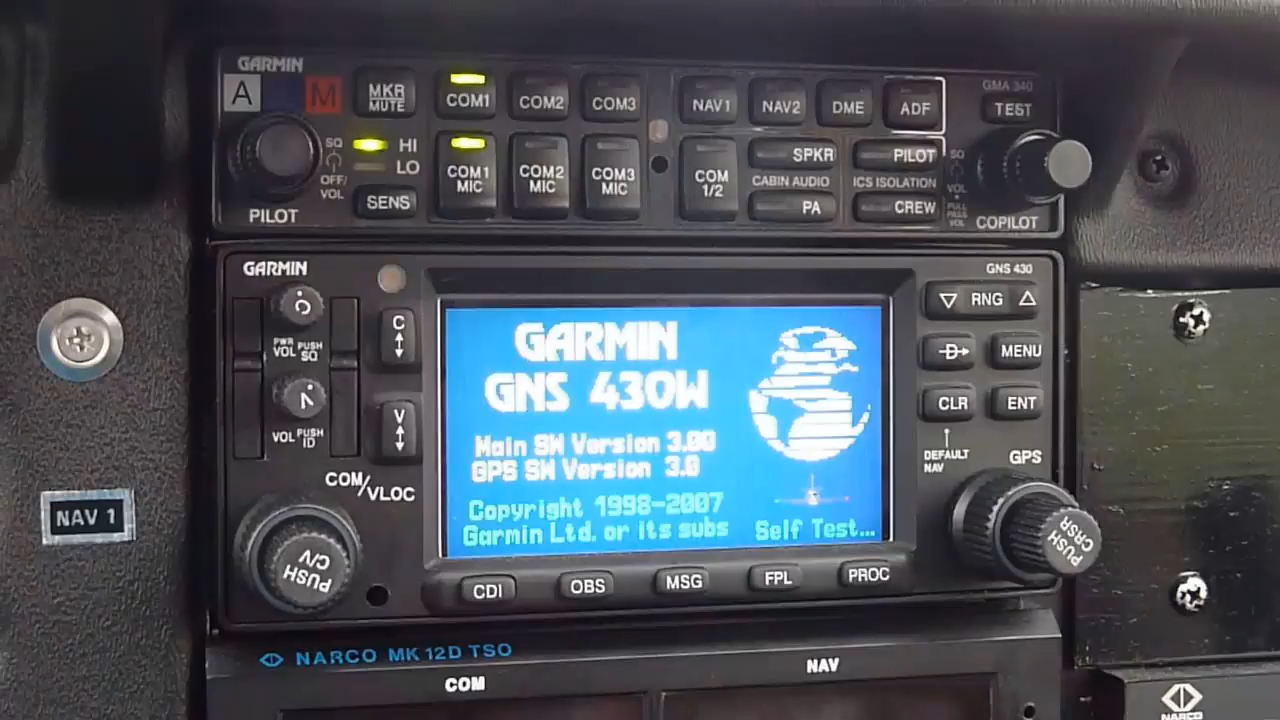 GARMIN
GMA 340
A M
MKR MUTE
COM1 COM2 COM3
NAV1 NAV2 DME ADF
TEST
SQ OFF/VOL
HI
LO
SENS
PILOT
COM1 MIC
COM2 MIC
COM3 MIC
COM 1/2
SPKR
CABIN AUDIO
PA
PILOT
ICS ISOLATION
CREW
SQ
VOL
PULL PASS VOL
COPILOT
GARMIN
GNS 430
PWR VOL PUSH SQ
VOL PUSH ID
C
V
COM/VLOC
PUSH C/V
GARMIN
GNS 430W
Main SW Version 3.00
GPS SW Version 3.0
Copyright 1998-2007
Garmin Ltd. or its subs
Self Test...
RNG
D MENU
CLR ENT
DEFAULT NAV
GPS
PUSH CRSR
CDI OBS MSG FPL PROC
NAV 1
NARCO MK 12D TSO
COM
NAV
NARCO